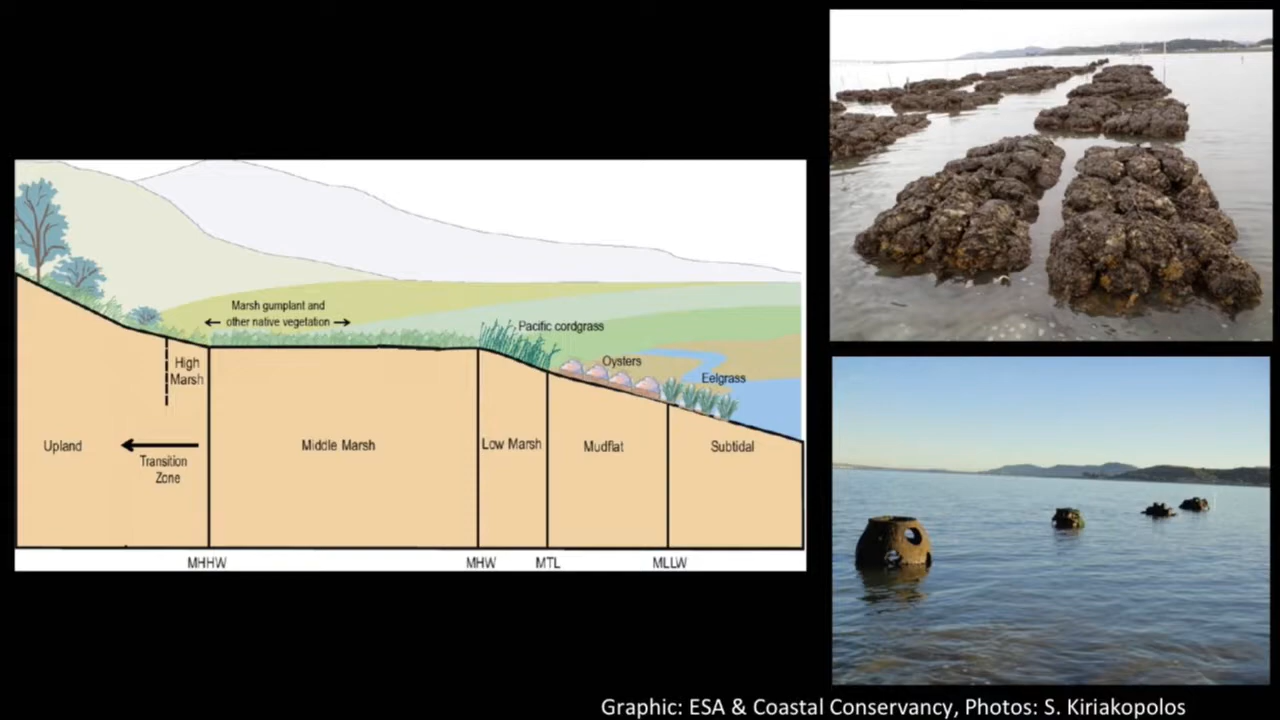 Marsh gumplant and
other native vegetation
Pacific cordgrass
Oysters
Eelgrass
High
Marsh
Upland
Transition
Zone
Middle Marsh
Low Marsh
Mudflat
Subtidal
MHHW
MHW
MTL
MLLW
Graphic: ESA & Coastal Conservancy, Photos: S. Kiriakopolos